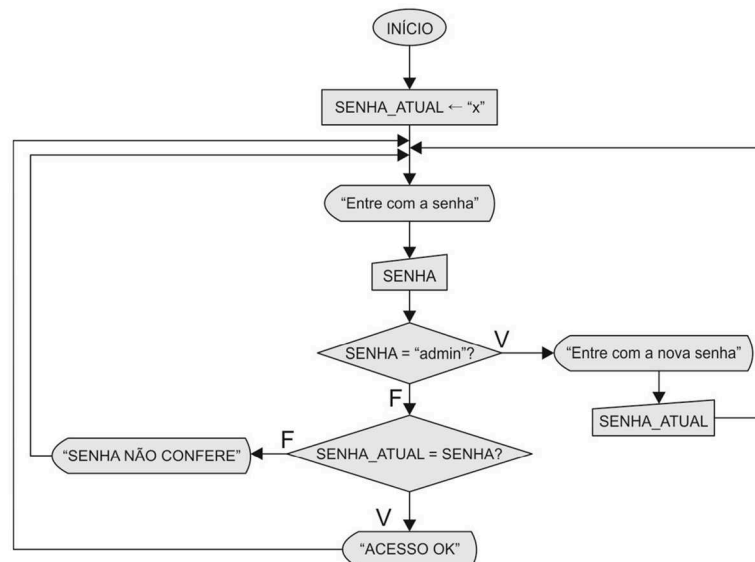 INÍCIO
SENHA_ATUAL ← “x”
“Entre com a senha”
SENHA
SENHA = “admin”?
V
“Entre com a nova senha”
F
SENHA_ATUAL
F
SENHA_ATUAL = SENHA?
“SENHA NÃO CONFERE”
V
“ACESSO OK”